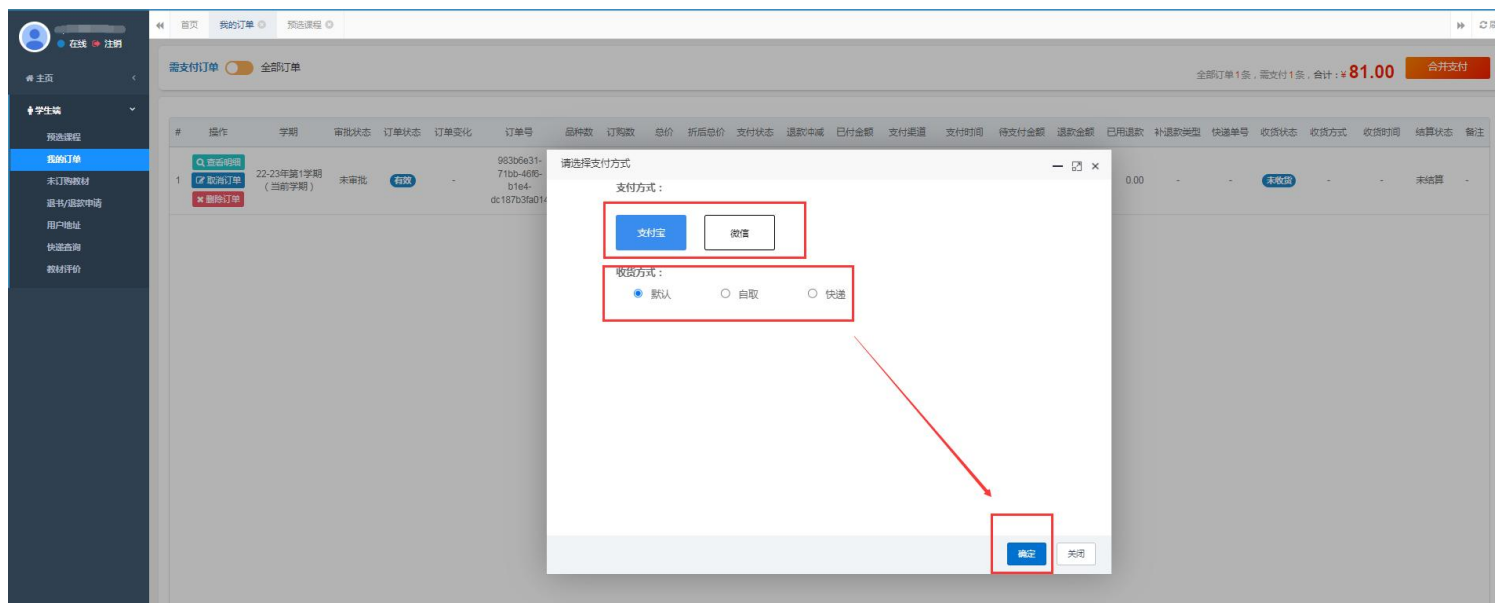 首页 我的订单 预选课程
在线 注销
主页
学生端
预选课程
我的订单
未订购教材
退书/退款申请
用户地址
快递查询
教材评价
需支付订单 全部订单
全部订单1条，需支付1条，合计：¥81.00 合并支付
# 操作 学期 审批状态 订单状态 订单变化 订单号 品种数 订购数 总价 折后总价 支付状态 退款冲减 已付金额 支付渠道 支付时间 待支付金额 退款金额 已用退款 补退款类型 快递单号 收货状态 收货方式 收货时间 结算状态 备注
1 查看明细 22-23年第1学期 未审批 有效 - 983b6e31- 0.00 - - 未收货 - - 未结算 -
取消订单 （当前学期） 71bb-46f6-
删除订单 b1e4-
dc187b3fa014
请选择支付方式
支付方式：
支付宝 微信
收货方式：
默认 自取 快递
确定 关闭